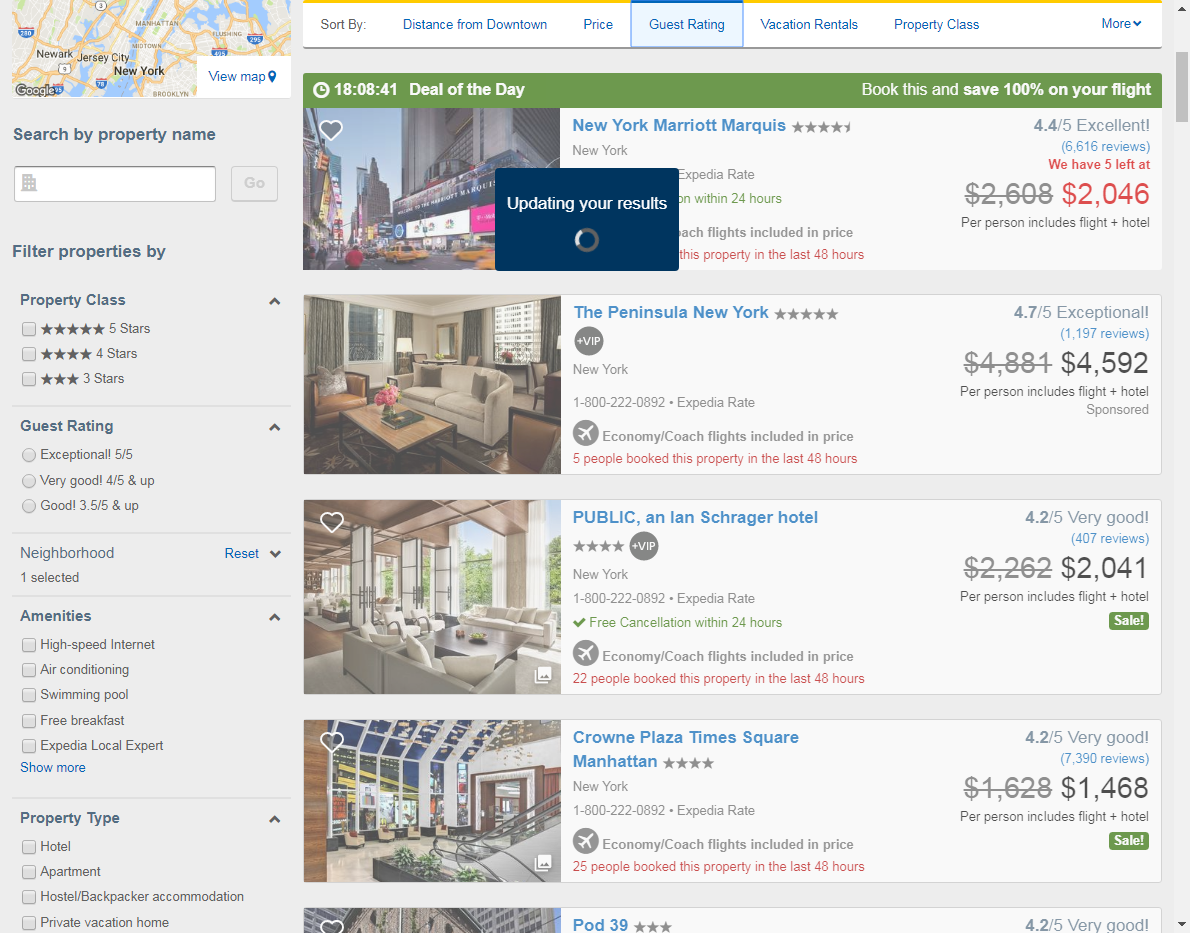 MANHATTAN
FLUSHING
MIDTOWN
Newark
Jersey City
New York
BROOKLYN
280
3
295
495
9
78
95
Google
View map
Search by property name
Go
Filter properties by
Property Class
5 Stars
4 Stars
3 Stars
Guest Rating
Exceptional! 5/5
Very good! 4/5 & up
Good! 3.5/5 & up
Neighborhood Reset
1 selected
Amenities
High-speed Internet
Air conditioning
Swimming pool
Free breakfast
Expedia Local Expert
Show more
Property Type
Hotel
Apartment
Hostel/Backpacker accommodation
Private vacation home
Sort By: Distance from Downtown Price Guest Rating Vacation Rentals Property Class More
18:08:41 Deal of the Day Book this and save 100% on your flight
New York Marriott Marquis 4.4/5 Excellent!
New York (6,616 reviews)
We have 5 left at
Expedia Rate
$2,608 $2,046
on within 24 hours
Per person includes flight + hotel
Updating your results
ach flights included in price
this property in the last 48 hours
WELCOME TO THE MARRIOTT MARQUIS
The Peninsula New York 4.7/5 Exceptional!
+VIP (1,197 reviews)
New York $4,881 $4,592
Per person includes flight + hotel
1-800-222-0892 • Expedia Rate Sponsored
Economy/Coach flights included in price
5 people booked this property in the last 48 hours
PUBLIC, an Ian Schrager hotel 4.2/5 Very good!
+VIP (407 reviews)
New York $2,262 $2,041
1-800-222-0892 • Expedia Rate Per person includes flight + hotel
Free Cancellation within 24 hours Sale!
Economy/Coach flights included in price
22 people booked this property in the last 48 hours
Crowne Plaza Times Square 4.2/5 Very good!
Manhattan (7,390 reviews)
New York $1,628 $1,468
1-800-222-0892 • Expedia Rate Per person includes flight + hotel
Economy/Coach flights included in price Sale!
25 people booked this property in the last 48 hours
Pod 39 4.2/5 Very good!